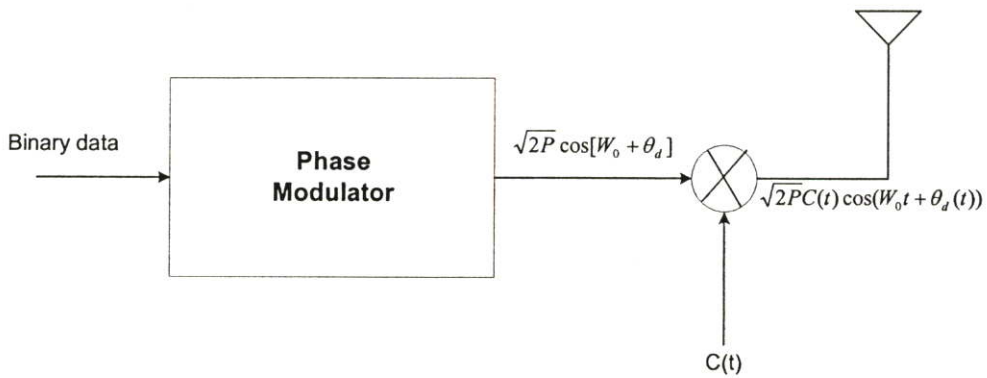 Binary data
Phase
Modulator
√2P cos[W₀ + θ_d]
√2PC(t) cos(W₀t + θ_d(t))
C(t)